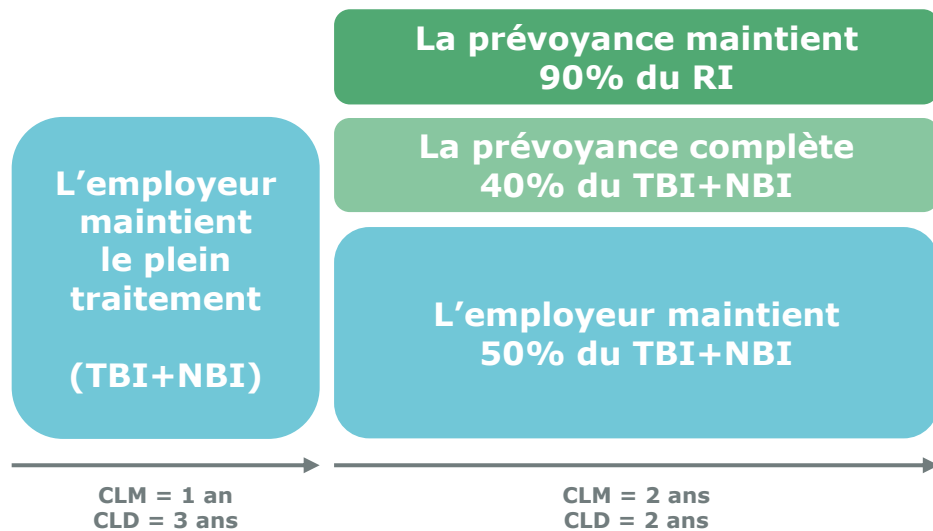 La prévoyance maintient
90% du RI
La prévoyance complète
40% du TBI+NBI
L’employeur
maintient
le plein
traitement
(TBI+NBI)
L’employeur maintient
50% du TBI+NBI
CLM = 1 an
CLD = 3 ans
CLM = 2 ans
CLD = 2 ans